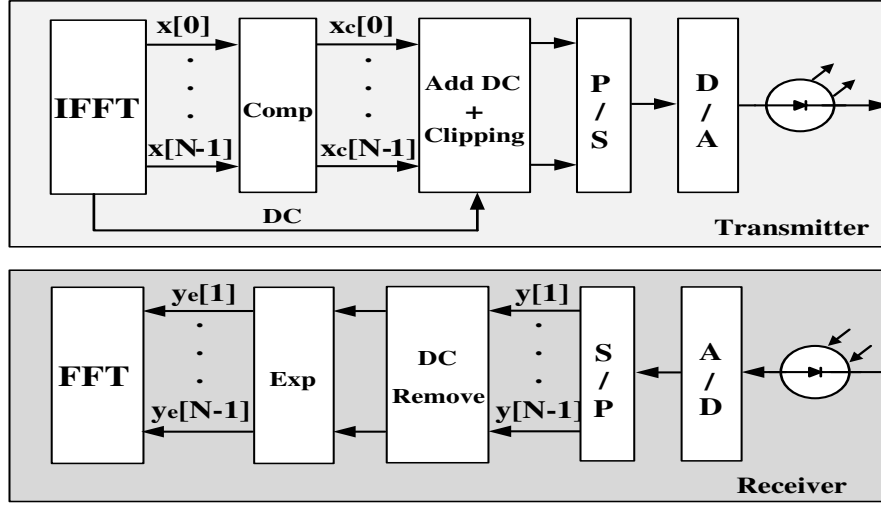 x[0]
xc[0]
IFFT
Comp
Add DC
+
Clipping
P
/
S
D
/
A
x[N-1]
xc[N-1]
DC
Transmitter
ye[1]
y[1]
FFT
Exp
DC
Remove
S
/
P
A
/
D
ye[N-1]
y[N-1]
Receiver